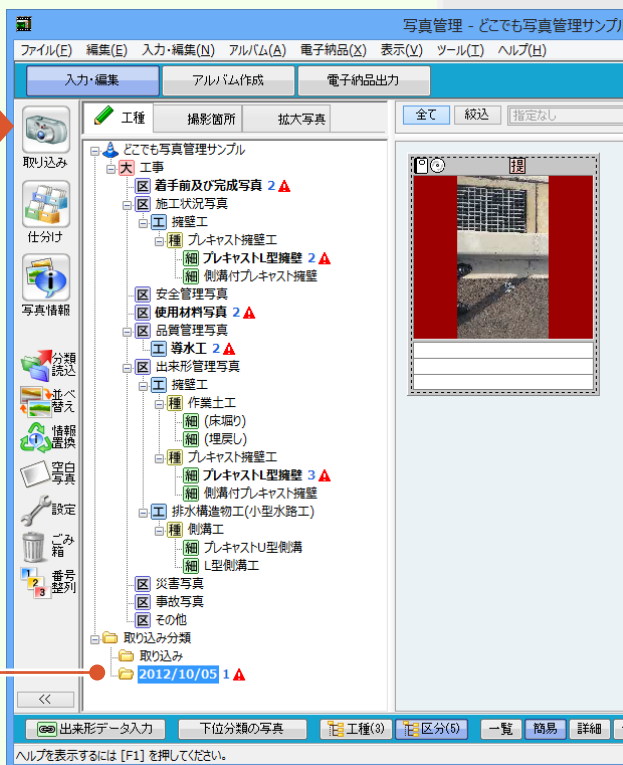 写真管理 - どこでも写真管理サンプル
ファイル(F) 編集(E) 入力・編集(N) アルバム(A) 電子納品(X) 表示(V) ツール(T) ヘルプ(H)
入力・編集 アルバム作成 電子納品出力
工種 撮影箇所 拡大写真 全て 絞込 指定なし
取り込み
仕分け
写真情報
分類読込
並べ替え
情報置換
空白写真
設定
ごみ箱
番号整列
<<
どこでも写真管理サンプル
大 工事
区 着手前及び完成写真 2
区 施工状況写真
工 擁壁工
種 プレキャスト擁壁工
細 プレキャストL型擁壁 2
細 側溝付プレキャスト擁壁
区 安全管理写真
区 使用材料写真 2
区 品質管理写真
工 導水工 2
区 出来形管理写真
工 擁壁工
種 作業土工
細 (床堀り)
細 (埋戻し)
種 プレキャスト擁壁工
細 プレキャストL型擁壁 3
細 側溝付プレキャスト擁壁
工 排水構造物工(小型水路工)
種 側溝工
細 プレキャストU型側溝
細 L型側溝工
区 災害写真
区 事故写真
区 その他
取り込み分類
取り込み
2012/10/05 1
提
出来形データ入力 下位分類の写真 工種(3) 区分(5) 一覧 簡易 詳細
ヘルプを表示するには [F1] を押してください。